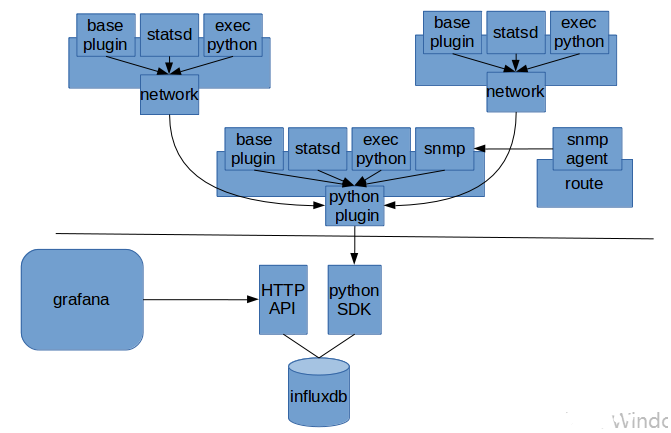 base
plugin
statsd
exec
python
network
base
plugin
statsd
exec
python
network
base
plugin
statsd
exec
python
snmp
snmp
agent
route
python
plugin
grafana
HTTP
API
python
SDK
influxdb